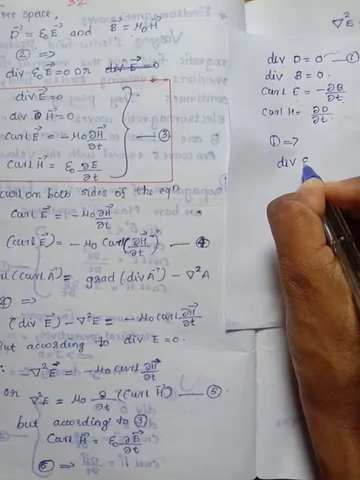 ree space,
D⃗ = ε₀E⃗ and B⃗ = μ₀H⃗
② ⇒
div ε₀E⃗ = 0 or div E⃗ = 0
div E⃗ = 0
div H⃗ = 0
curl E⃗ = -μ₀ ∂H⃗/∂t — ③
curl H⃗ = ε₀ ∂E⃗/∂t
curl on both sides of the eqn
curl E⃗ = -μ₀ ∂H⃗/∂t
(curl E⃗) = -μ₀ curl(∂H⃗/∂t) — ④
(curl A⃗) = grad (div A⃗) - ∇²A
④ ⇒
(div E⃗) - ∇²E = -μ₀ curl ∂H⃗/∂t
But according to div E = 0.
-∇²E⃗ = -μ₀ curl ∂H⃗/∂t
or ∇²E = μ₀ ∂/∂t (curl H⃗) — ⑤
but according to ③
curl H⃗ = ε₀ ∂E⃗/∂t
⑤ ⇒
∇²E
div D = 0 — ①
div B = 0.
curl E = -∂B/∂t
curl H = ∂D/∂t.
① ⇒
div